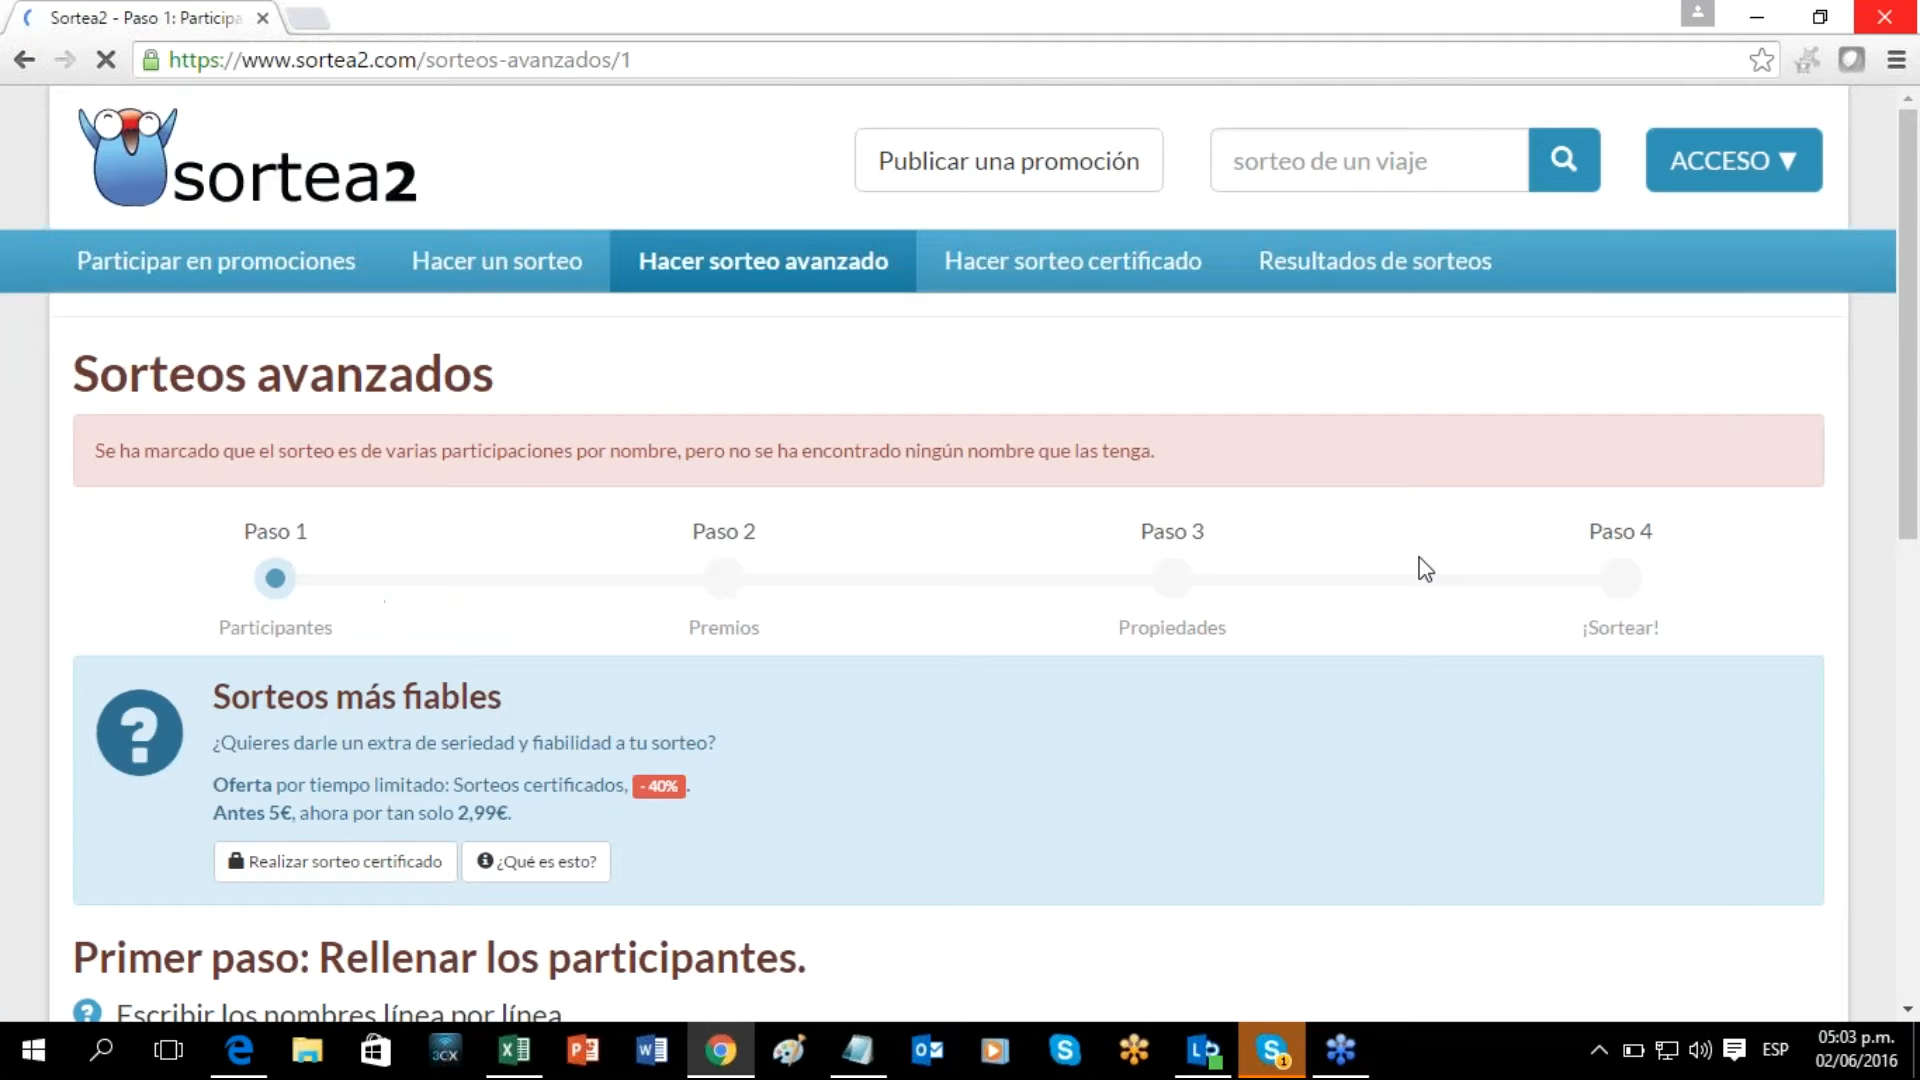 Sortea2 - Paso 1: Participa
https://www.sortea2.com/sorteos-avanzados/1
sortea2
Publicar una promoción
sorteo de un viaje
ACCESO ▼
Participar en promociones
Hacer un sorteo
Hacer sorteo avanzado
Hacer sorteo certificado
Resultados de sorteos
Sorteos avanzados
Se ha marcado que el sorteo es de varias participaciones por nombre, pero no se ha encontrado ningún nombre que las tenga.
Paso 1
Paso 2
Paso 3
Paso 4
Participantes
Premios
Propiedades
¡Sortear!
Sorteos más fiables
¿Quieres darle un extra de seriedad y fiabilidad a tu sorteo?
Oferta por tiempo limitado: Sorteos certificados, - 40%.
Antes 5€, ahora por tan solo 2,99€.
Realizar sorteo certificado
¿Qué es esto?
Primer paso: Rellenar los participantes.
Escribir los nombres línea por línea
3CX
ESP
05:03 p.m.
02/06/2016